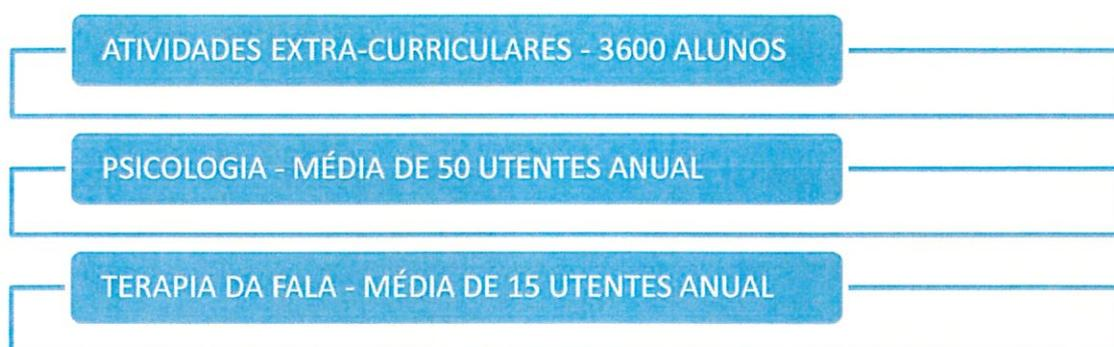 ATIVIDADES EXTRA-CURRICULARES - 3600 ALUNOS
PSICOLOGIA - MÉDIA DE 50 UTENTES ANUAL
TERAPIA DA FALA - MÉDIA DE 15 UTENTES ANUAL